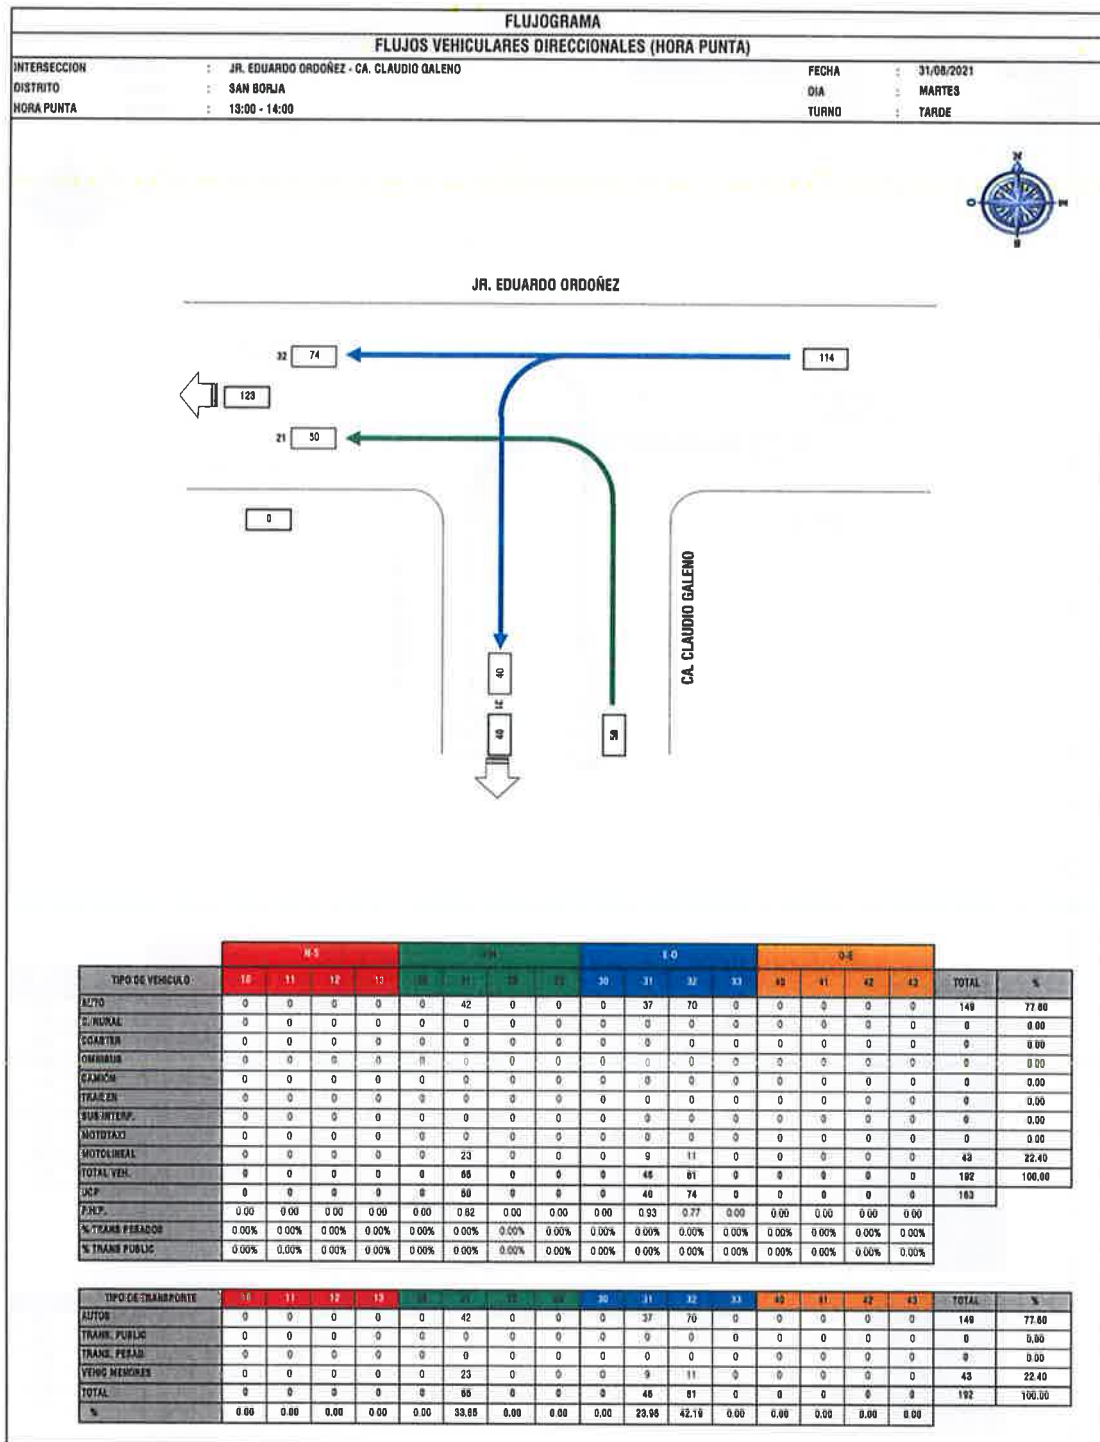 FLUJOGRAMA
FLUJOS VEHICULARES DIRECCIONALES (HORA PUNTA)
INTERSECCION : JR. EDUARDO ORDOÑEZ - CA. CLAUDIO GALENO FECHA : 31/08/2021
DISTRITO : SAN BORJA DIA : MARTES
HORA PUNTA : 13:00 - 14:00 TURNO : TARDE
N
O E
S
JR. EDUARDO ORDOÑEZ
32 74 114
123
21 50
0
CA. CLAUDIO GALENO
40
31
40 50
N-S E-O O-E
TIPO DE VEHICULO 10 11 12 13 30 31 32 33 40 41 42 43 TOTAL %
AUTO 0 0 0 0 0 42 0 0 0 37 70 0 0 0 0 0 149 77.60
C. RURAL 0 0 0 0 0 0 0 0 0 0 0 0 0 0 0 0 0 0.00
COASTER 0 0 0 0 0 0 0 0 0 0 0 0 0 0 0 0 0 0.00
OMNIBUS 0 0 0 0 0 0 0 0 0 0 0 0 0 0 0 0 0 0.00
CAMIÓN 0 0 0 0 0 0 0 0 0 0 0 0 0 0 0 0 0 0.00
TRAILER 0 0 0 0 0 0 0 0 0 0 0 0 0 0 0 0 0 0.00
BUS INTERP. 0 0 0 0 0 0 0 0 0 0 0 0 0 0 0 0 0 0.00
MOTOTAXI 0 0 0 0 0 0 0 0 0 0 0 0 0 0 0 0 0 0.00
MOTOLINEAL 0 0 0 0 0 23 0 0 0 9 11 0 0 0 0 0 43 22.40
TOTAL VEH. 0 0 0 0 0 65 0 0 0 46 81 0 0 0 0 0 192 100.00
UCP 0 0 0 0 0 50 0 0 0 40 74 0 0 0 0 0 163
F.H.P. 0.00 0.00 0.00 0.00 0.00 0.82 0.00 0.00 0.00 0.93 0.77 0.00 0.00 0.00 0.00 0.00
% TRANS PESADOS 0.00% 0.00% 0.00% 0.00% 0.00% 0.00% 0.00% 0.00% 0.00% 0.00% 0.00% 0.00% 0.00% 0.00% 0.00% 0.00%
% TRANS PUBLIC 0.00% 0.00% 0.00% 0.00% 0.00% 0.00% 0.00% 0.00% 0.00% 0.00% 0.00% 0.00% 0.00% 0.00% 0.00% 0.00%
TIPO DE TRANSPORTE 10 11 12 13 30 31 32 33 40 41 42 43 TOTAL %
AUTOS 0 0 0 0 0 42 0 0 0 37 70 0 0 0 0 0 149 77.60
TRANS. PUBLIC 0 0 0 0 0 0 0 0 0 0 0 0 0 0 0 0 0 0.00
TRANS. PESAD 0 0 0 0 0 0 0 0 0 0 0 0 0 0 0 0 0 0.00
VEHIC MENORES 0 0 0 0 0 23 0 0 0 9 11 0 0 0 0 0 43 22.40
TOTAL 0 0 0 0 0 65 0 0 0 46 81 0 0 0 0 0 192 100.00
% 0.00 0.00 0.00 0.00 0.00 33.85 0.00 0.00 0.00 23.96 42.19 0.00 0.00 0.00 0.00 0.00